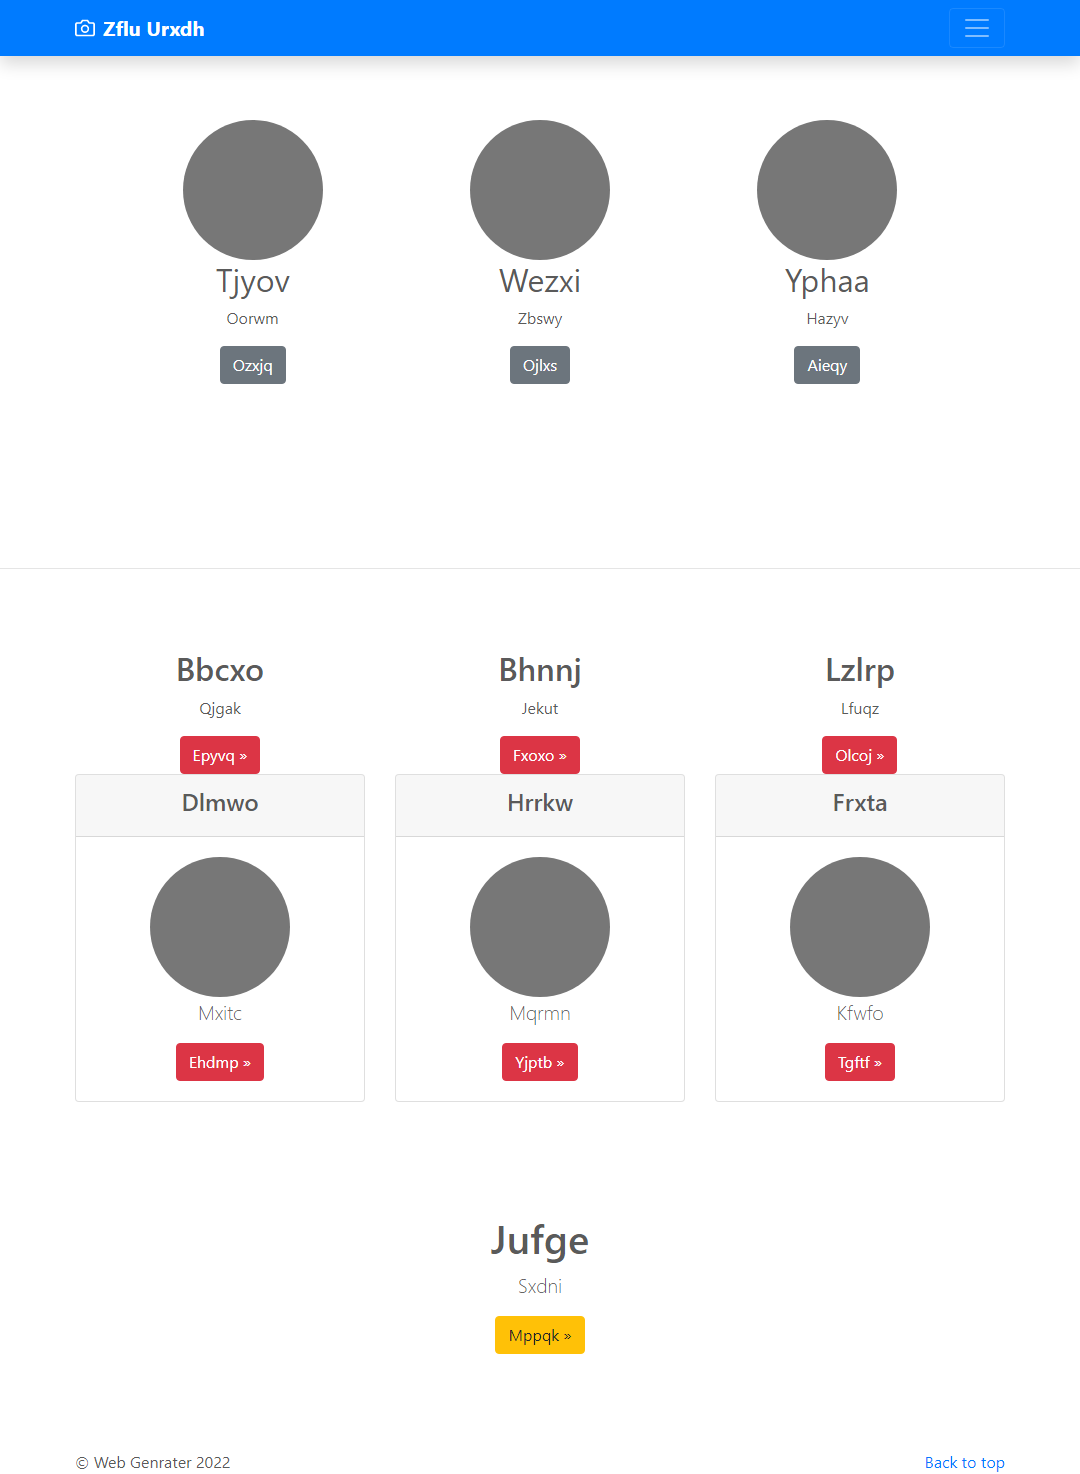 Zflu Urxdh
Tjyov
Wezxi
Yphaa
Oorwm
Zbswy
Hazyv
Ozxjq
Ojlxs
Aieqy
Bbcxo
Bhnnj
Lzlrp
Qjgak
Jekut
Lfuqz
Epyvq »
Fxoxo »
Olcoj »
Dlmwo
Hrrkw
Frxta
Mxitc
Mqrmn
Kfwfo
Ehdmp »
Yjptb »
Tgftf »
Jufge
Sxdni
Mppqk »
© Web Genrater 2022
Back to top